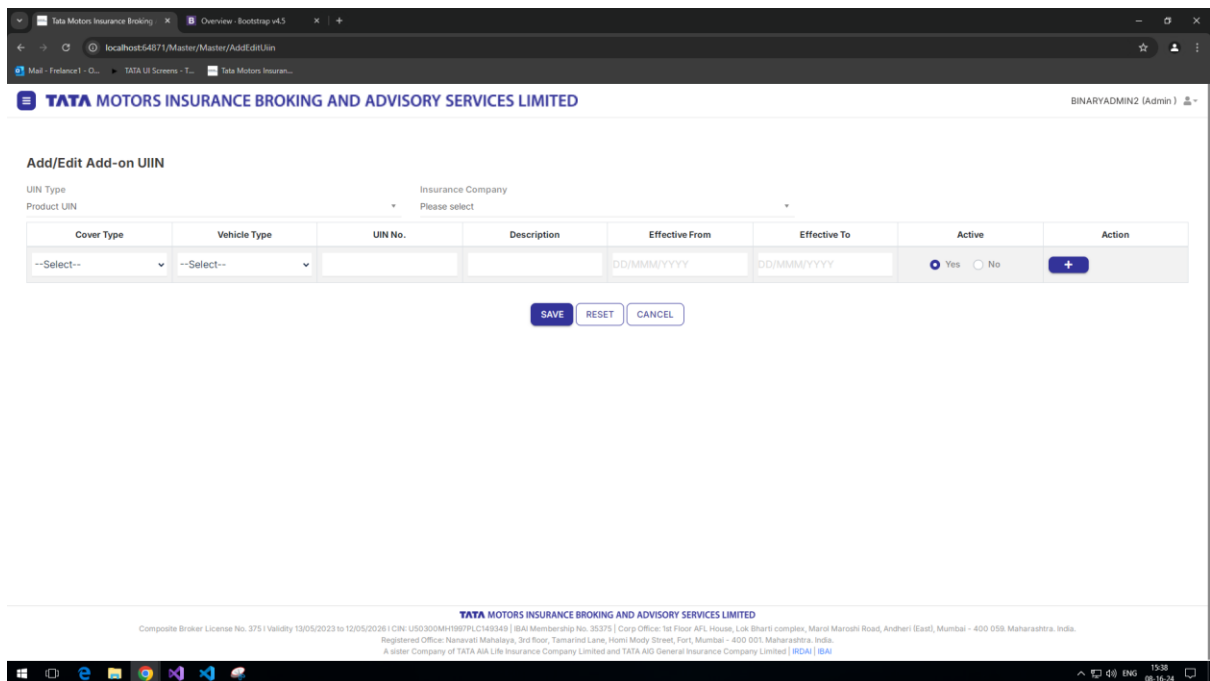 Tata Motors Insurance Broking
Overview - Bootstrap v4.5
localhost:64871/Master/Master/AddEditUiin
Mail - Frelance1 - O...
TATA UI Screens - T...
Tata Motors Insuran...
TATA MOTORS INSURANCE BROKING AND ADVISORY SERVICES LIMITED
BINARYADMIN2 (Admin )
Add/Edit Add-on UIIN
UIN Type
Insurance Company
Product UIN
Please select
Cover Type Vehicle Type UIN No. Description Effective From Effective To Active Action
--Select-- --Select-- DD/MMM/YYYY DD/MMM/YYYY Yes No +
SAVE RESET CANCEL
TATA MOTORS INSURANCE BROKING AND ADVISORY SERVICES LIMITED
Composite Broker License No. 375 I Validity 13/05/2023 to 12/05/2026 I CIN: U50300MH1997PLC149349 | IBAI Membership No. 35375 | Corp Office: 1st Floor AFL House, Lok Bharti complex, Marol Maroshi Road, Andheri (East), Mumbai - 400 059. Maharashtra. India.
Registered Office: Nanavati Mahalaya, 3rd floor, Tamarind Lane, Homi Mody Street, Fort, Mumbai - 400 001. Maharashtra. India.
A sister Company of TATA AIA Life Insurance Company Limited and TATA AIG General Insurance Company Limited | IRDAI | IBAI
ENG
15:38
08-16-24